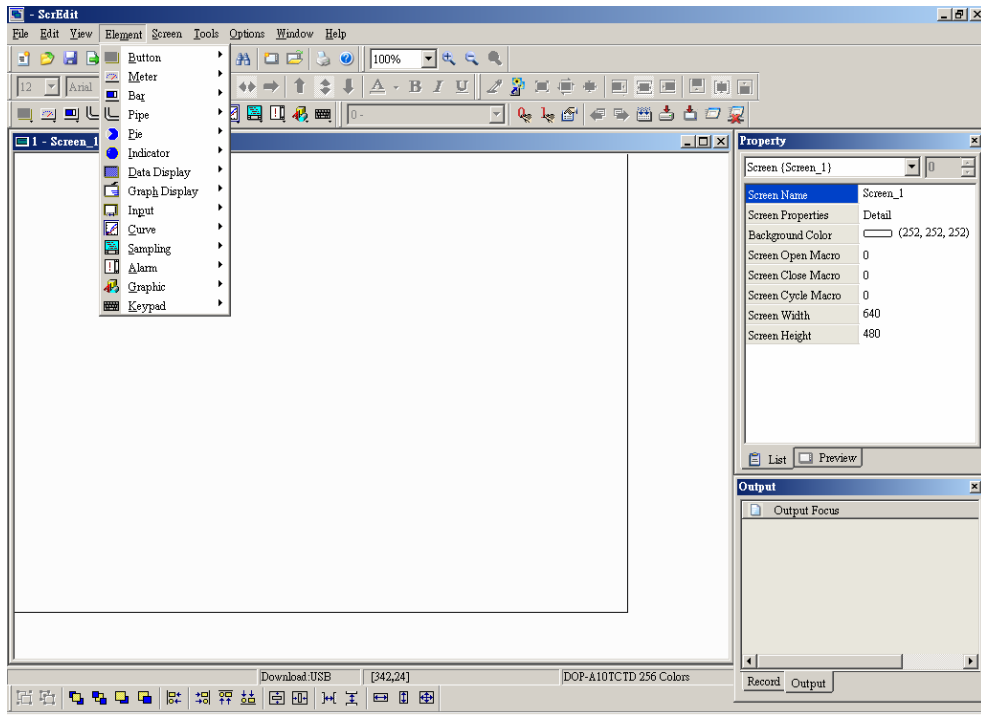 - ScrEdit
File Edit View Element Screen Tools Options Window Help
100%
12 Arial A B I U
0 -
Button
Meter
Bar
Pipe
Pie
Indicator
Data Display
Graph Display
Input
Curve
Sampling
Alarm
Graphic
Keypad
1 - Screen_1
Property
Screen {Screen_1} 0
Screen Name Screen_1
Screen Properties Detail
Background Color (252, 252, 252)
Screen Open Macro 0
Screen Close Macro 0
Screen Cycle Macro 0
Screen Width 640
Screen Height 480
List Preview
Output
Output Focus
Record Output
Download:USB [342,24] DOP-A10TCTD 256 Colors